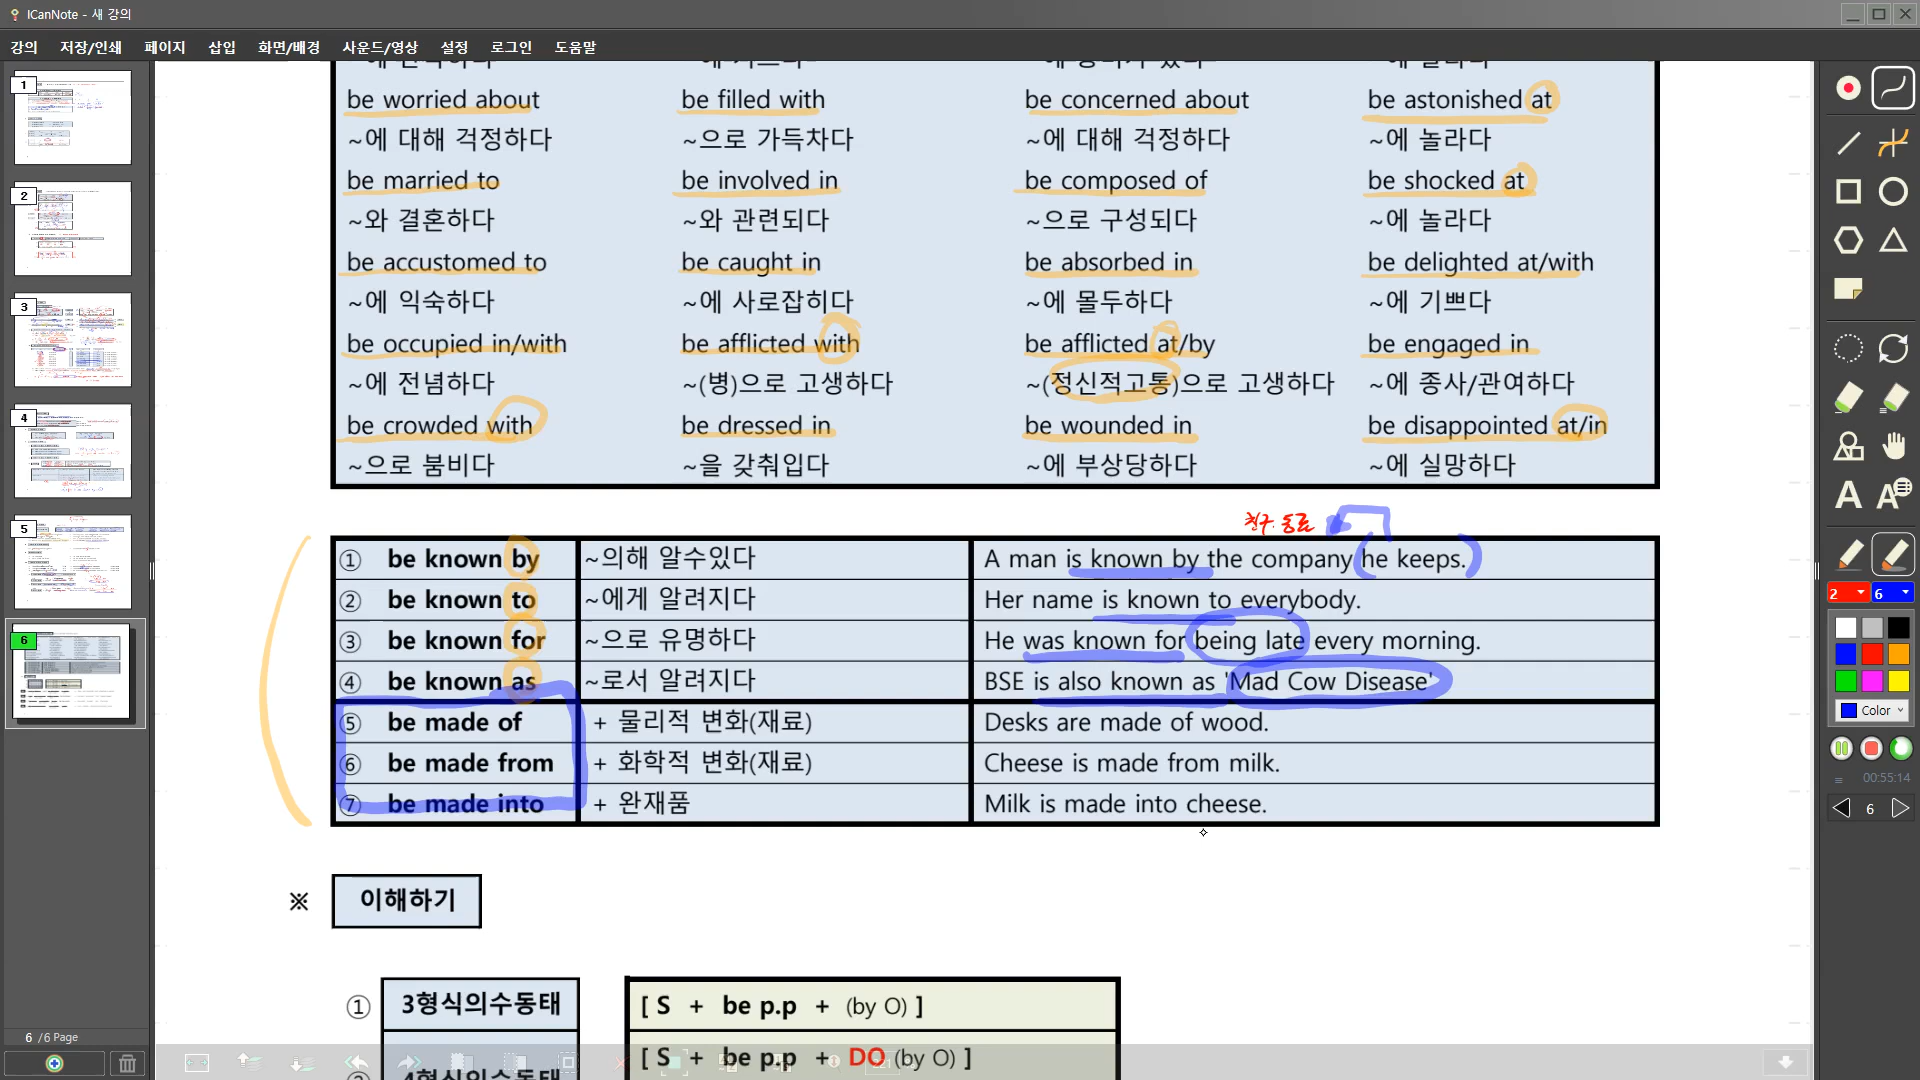 ICanNote - 새 강의
강의 저장/인쇄 페이지 삽입 화면/배경 사운드/영상 설정 로그인 도움말
be worried about be filled with be concerned about be astonished at
~에 대해 걱정하다 ~으로 가득차다 ~에 대해 걱정하다 ~에 놀라다
be married to be involved in be composed of be shocked at
~와 결혼하다 ~와 관련되다 ~으로 구성되다 ~에 놀라다
be accustomed to be caught in be absorbed in be delighted at/with
~에 익숙하다 ~에 사로잡히다 ~에 몰두하다 ~에 기쁘다
be occupied in/with be afflicted with be afflicted at/by be engaged in
~에 전념하다 ~(병)으로 고생하다 ~(정신적고통)으로 고생하다 ~에 종사/관여하다
be crowded with be dressed in be wounded in be disappointed at/in
~으로 붐비다 ~을 갖춰입다 ~에 부상당하다 ~에 실망하다
친구. 동료
① be known by ~의해 알수있다 A man is known by the company (he keeps.)
② be known to ~에게 알려지다 Her name is known to everybody.
③ be known for ~으로 유명하다 He was known for being late every morning.
④ be known as ~로서 알려지다 BSE is also known as 'Mad Cow Disease'
⑤ be made of + 물리적 변화(재료) Desks are made of wood.
⑥ be made from + 화학적 변화(재료) Cheese is made from milk.
⑦ be made into + 완재품 Milk is made into cheese.
※ 이해하기
① 3형식의수동태 [ S + be p.p + (by O) ]
4형식의수동태 [ S + be p.p + DO (by O) ]
1
2
3
4
5
6
6 /6 Page
2 6
Color
00:55:14
6